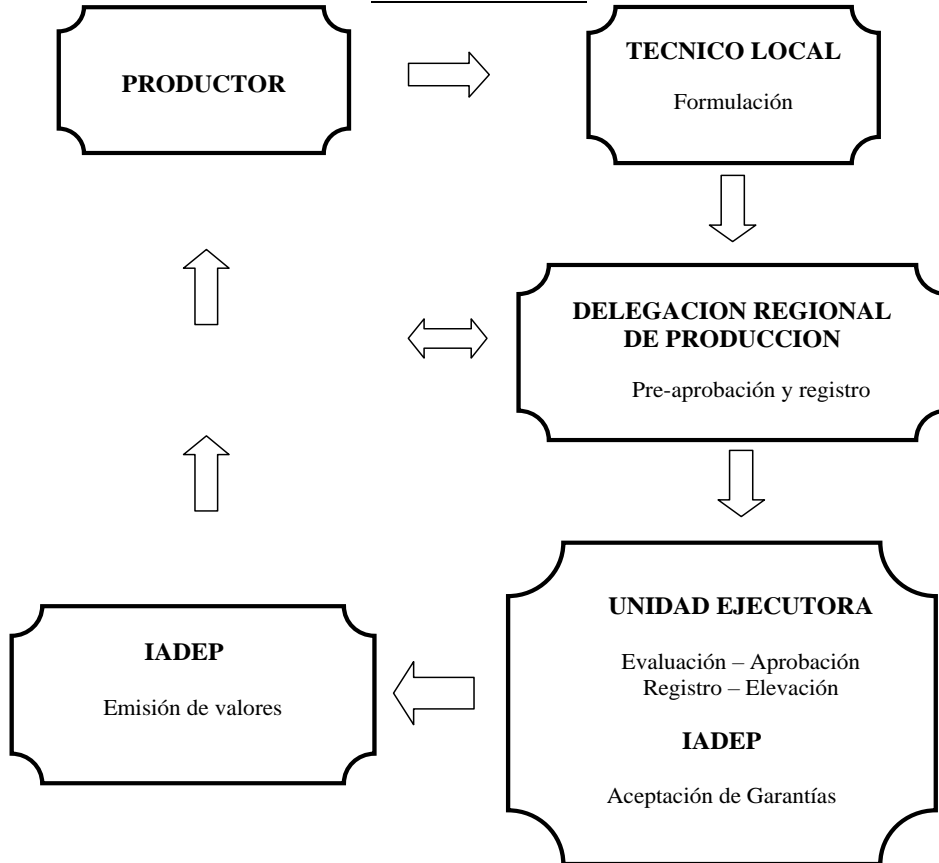 PRODUCTOR
TECNICO LOCAL
Formulación
DELEGACION REGIONAL
DE PRODUCCION
Pre-aprobación y registro
UNIDAD EJECUTORA
Evaluación – Aprobación
Registro – Elevación
IADEP
Aceptación de Garantías
IADEP
Emisión de valores